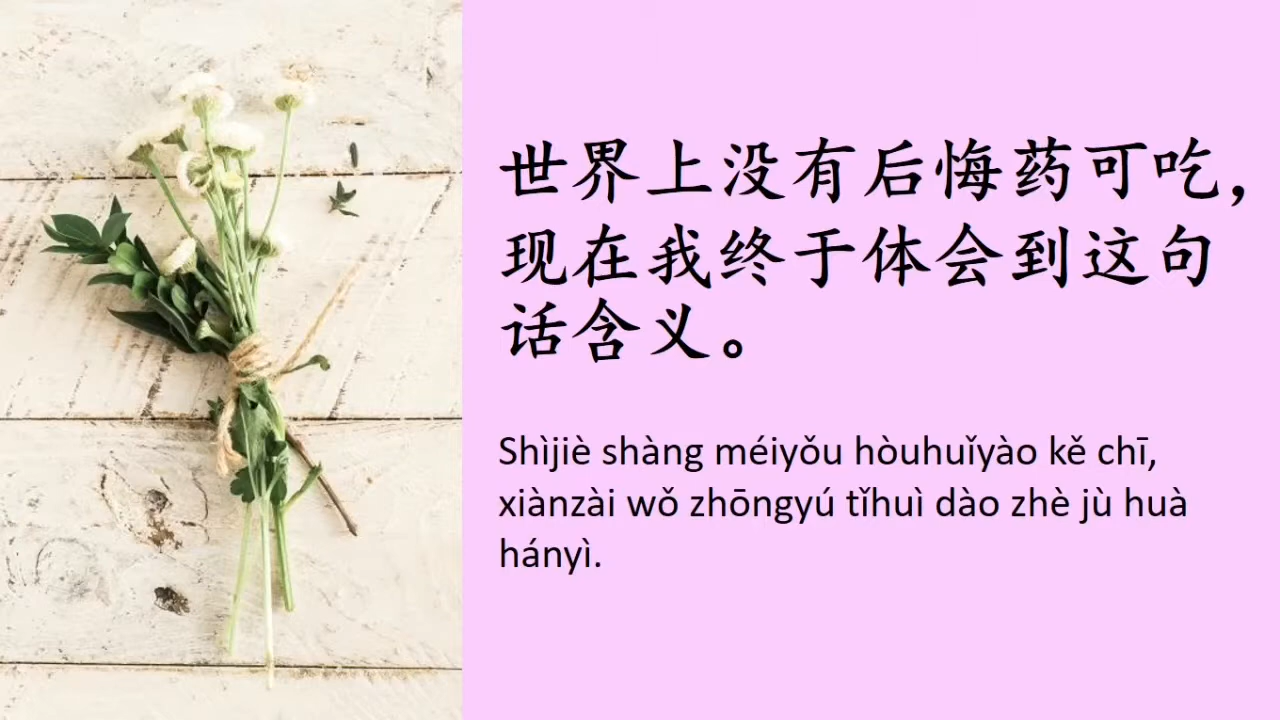 世界上没有后悔药可吃，
现在我终于体会到这句
话含义。
Shìjiè shàng méiyǒu hòuhuǐyào kě chī,
xiànzài wǒ zhōngyú tǐhuì dào zhè jù huà
hányì.